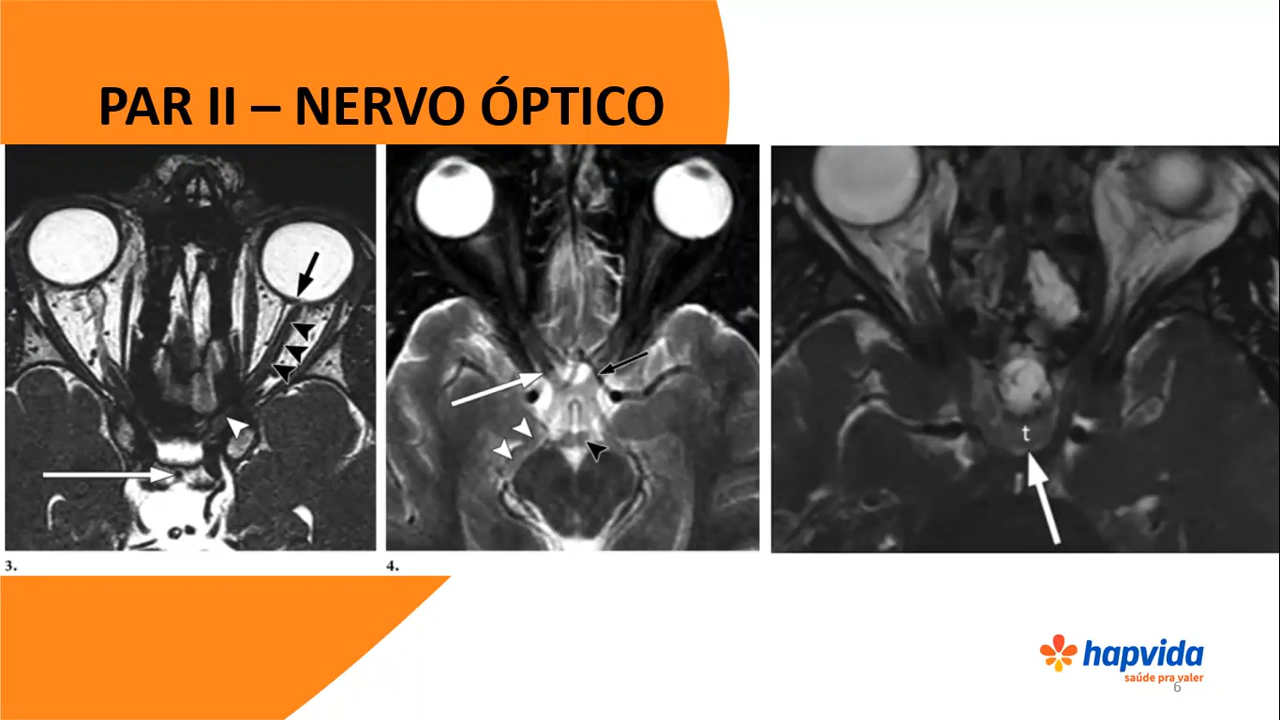 PAR II – NERVO ÓPTICO
t
3.
4.
hapvida
saúde pra valer
6